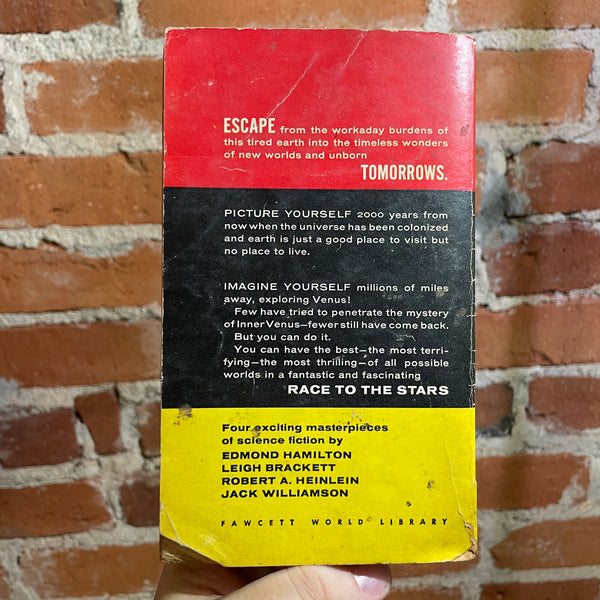 ESCAPE from the workaday burdens of
this tired earth into the timeless wonders
of new worlds and unborn
TOMORROWS.
PICTURE YOURSELF 2000 years from
now when the universe has been colonized
and earth is just a good place to visit but
no place to live.
IMAGINE YOURSELF millions of miles
away, exploring Venus!
Few have tried to penetrate the mystery
of Inner Venus—fewer still have come back.
But you can do it.
You can have the best—the most terri-
fying—the most thrilling—of all possible
worlds in a fantastic and fascinating
RACE TO THE STARS
Four exciting masterpieces
of science fiction by
EDMOND HAMILTON
LEIGH BRACKETT
ROBERT A. HEINLEIN
JACK WILLIAMSON
FAWCETT WORLD LIBRARY